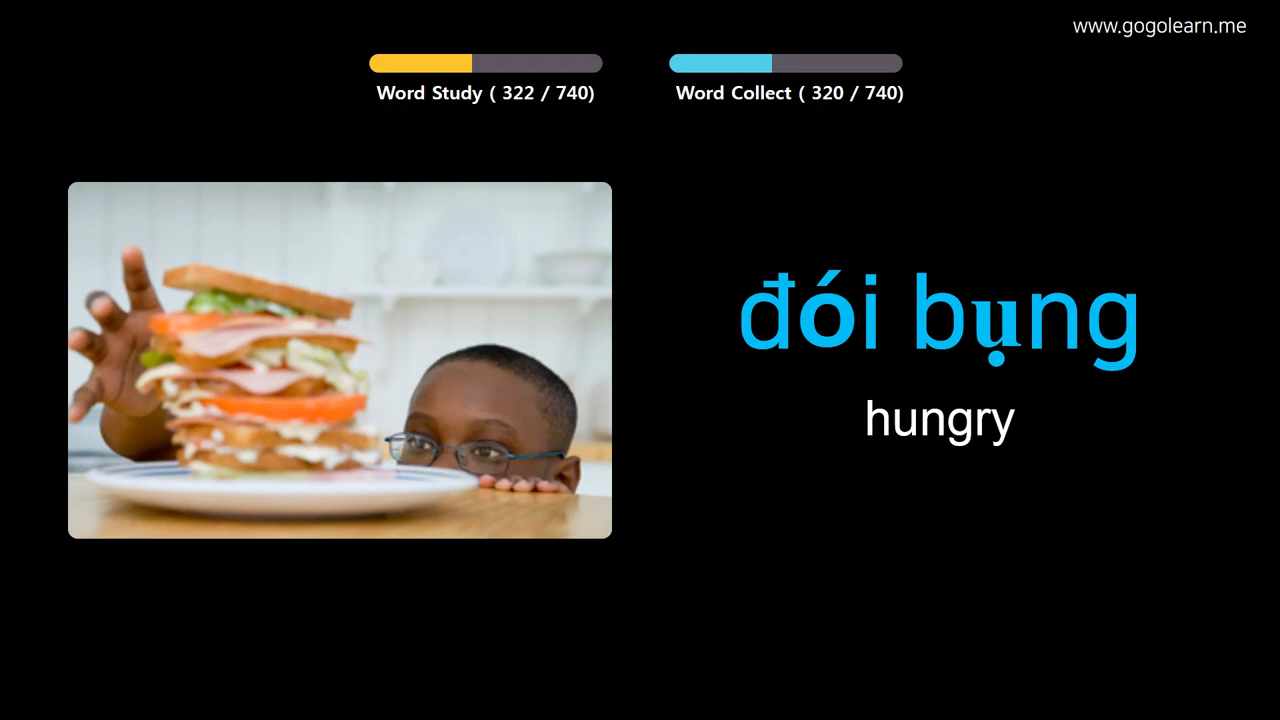 www.gogolearn.me
Word Study ( 322 / 740)
Word Collect ( 320 / 740)
đói bụng
hungry